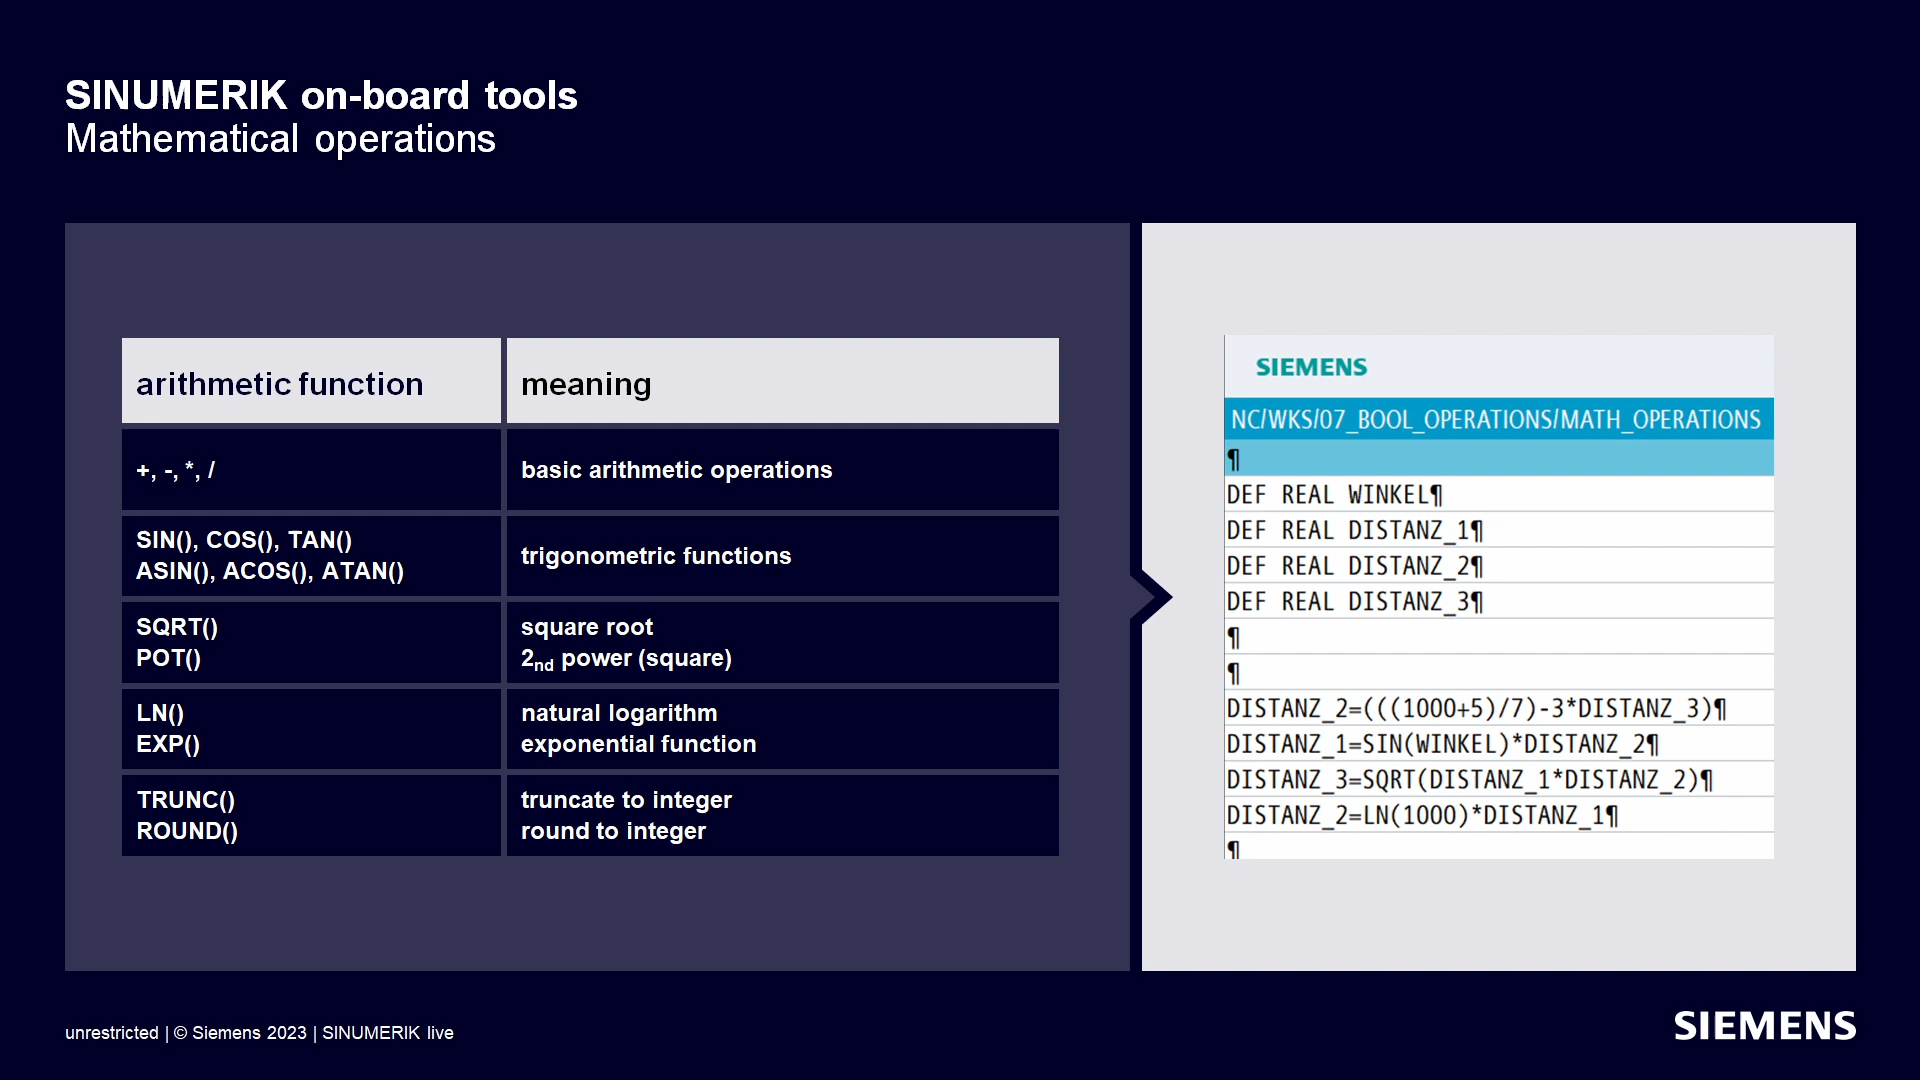 SINUMERIK on-board tools
Mathematical operations
arithmetic function
meaning
+, -, *, /
basic arithmetic operations
SIN(), COS(), TAN()
ASIN(), ACOS(), ATAN()
trigonometric functions
SQRT()
POT()
square root
2nd power (square)
LN()
EXP()
natural logarithm
exponential function
TRUNC()
ROUND()
truncate to integer
round to integer
SIEMENS
NC/WKS/07_BOOL_OPERATIONS/MATH_OPERATIONS
¶
DEF REAL WINKEL¶
DEF REAL DISTANZ_1¶
DEF REAL DISTANZ_2¶
DEF REAL DISTANZ_3¶
¶
¶
DISTANZ_2=(((1000+5)/7)-3*DISTANZ_3)¶
DISTANZ_1=SIN(WINKEL)*DISTANZ_2¶
DISTANZ_3=SQRT(DISTANZ_1*DISTANZ_2)¶
DISTANZ_2=LN(1000)*DISTANZ_1¶
¶
unrestricted | © Siemens 2023 | SINUMERIK live
SIEMENS